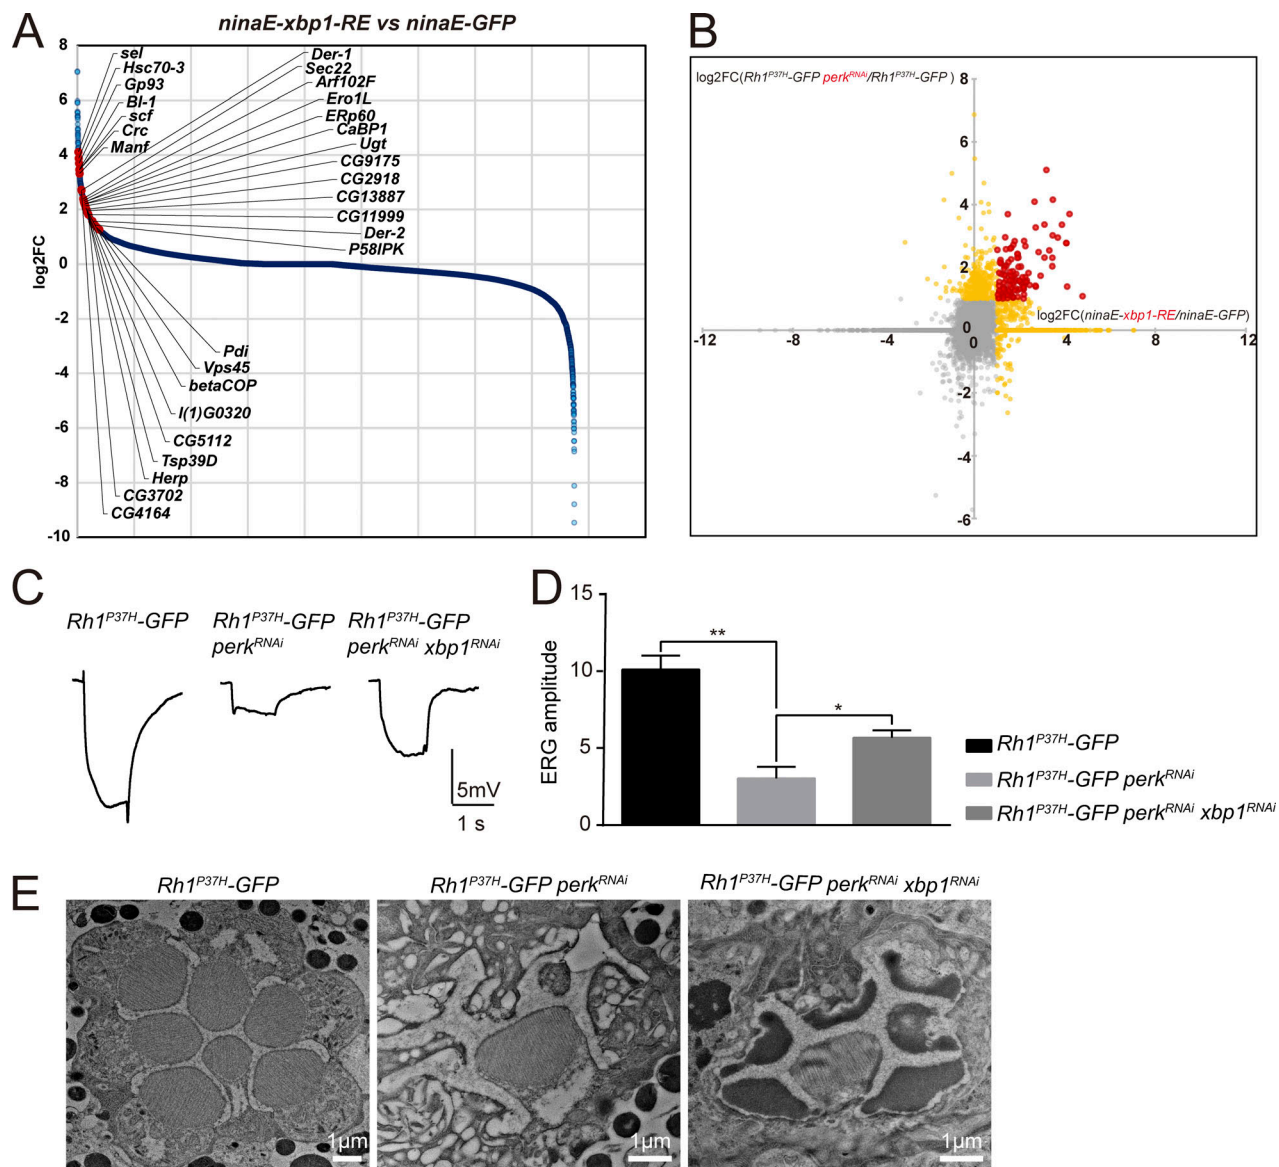 A
ninaE-xbp1-RE vs ninaE-GFP
log2FC
8
6
4
2
0
-2
-4
-6
-8
-10
sel
Hsc70-3
Gp93
BI-1
scf
Crc
Manf
Der-1
Sec22
Arf102F
Ero1L
ERp60
CaBP1
Ugt
CG9175
CG2918
CG13887
CG11999
Der-2
P58IPK
Pdi
Vps45
betaCOP
l(1)G0320
CG5112
Tsp39D
Herp
CG3702
CG4164
B
log2FC(Rh1P37H-GFP perkRNAi/Rh1P37H-GFP )
8
6
4
2
0
-2
-4
-6
log2FC(ninaE-xbp1-RE/ninaE-GFP)
-12 -8 -4 0 4 8 12
C
Rh1P37H-GFP
Rh1P37H-GFP
perkRNAi
Rh1P37H-GFP
perkRNAi xbp1RNAi
5mV
1 s
D
ERG amplitude
15
10
5
0
**
*
Rh1P37H-GFP
Rh1P37H-GFP perkRNAi
Rh1P37H-GFP perkRNAi xbp1RNAi
E
Rh1P37H-GFP
Rh1P37H-GFP perkRNAi
Rh1P37H-GFP perkRNAi xbp1RNAi
1μm
1μm
1μm